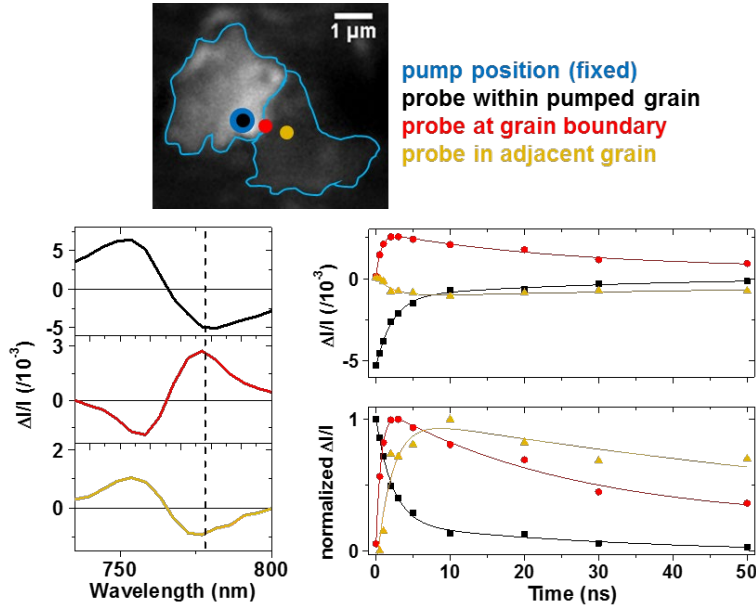 1 μm
pump position (fixed)
probe within pumped grain
probe at grain boundary
probe in adjacent grain
5
0
-5
3
0
2
0
ΔI/I (/10⁻³)
750
800
Wavelength (nm)
0
-5
ΔI/I (/10⁻³)
1
0
normalized ΔI/I
0
10
20
30
40
50
Time (ns)